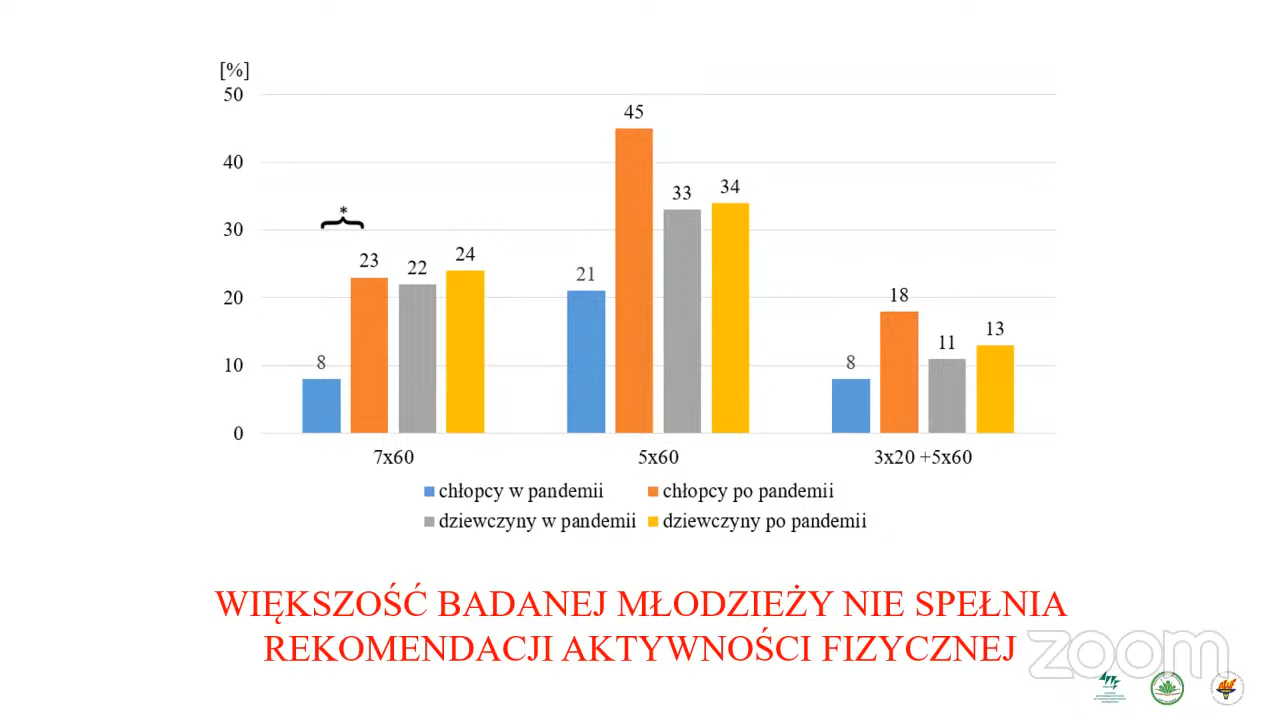 [%]
50
40
30
20
10
0
*
8
23
22
24
21
45
33
34
8
18
11
13
7x60
5x60
3x20 +5x60
chłopcy w pandemii
chłopcy po pandemii
dziewczyny w pandemii
dziewczyny po pandemii
WIĘKSZOŚĆ BADANEJ MŁODZIEŻY NIE SPEŁNIA
REKOMENDACJI AKTYWNOŚCI FIZYCZNEJ
zoom